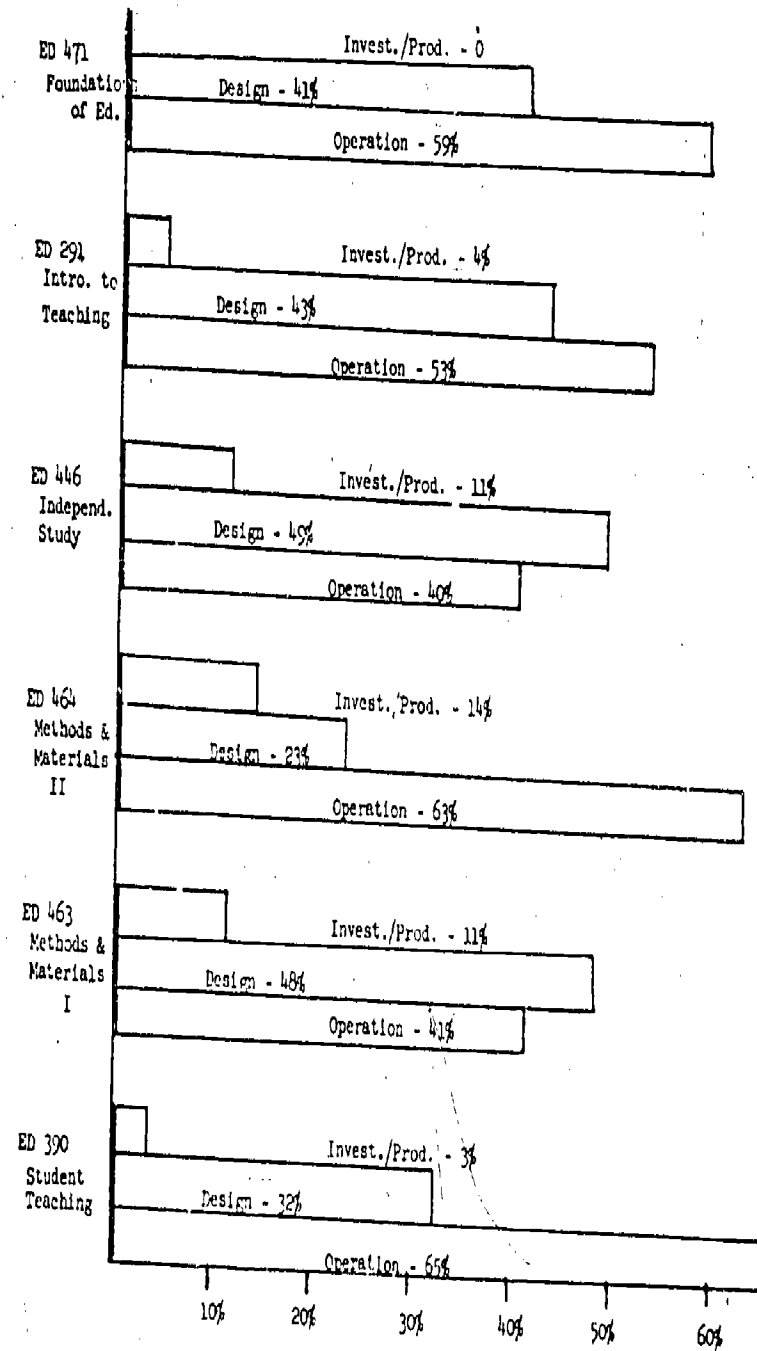 ED 471
Foundation
of Ed.
Invest./Prod. - 0
Design - 41%
Operation - 59%
ED 291
Intro. to
Teaching
Invest./Prod. - 4%
Design - 43%
Operation - 53%
ED 446
Independ.
Study
Invest./Prod. - 11%
Design - 49%
Operation - 40%
ED 464
Methods &
Materials
II
Invest./Prod. - 14%
Design - 23%
Operation - 63%
ED 463
Methods &
Materials
I
Invest./Prod. - 11%
Design - 48%
Operation - 41%
ED 390
Student
Teaching
Invest./Prod. - 3%
Design - 32%
Operation - 65%
10% 20% 30% 40% 50% 60%